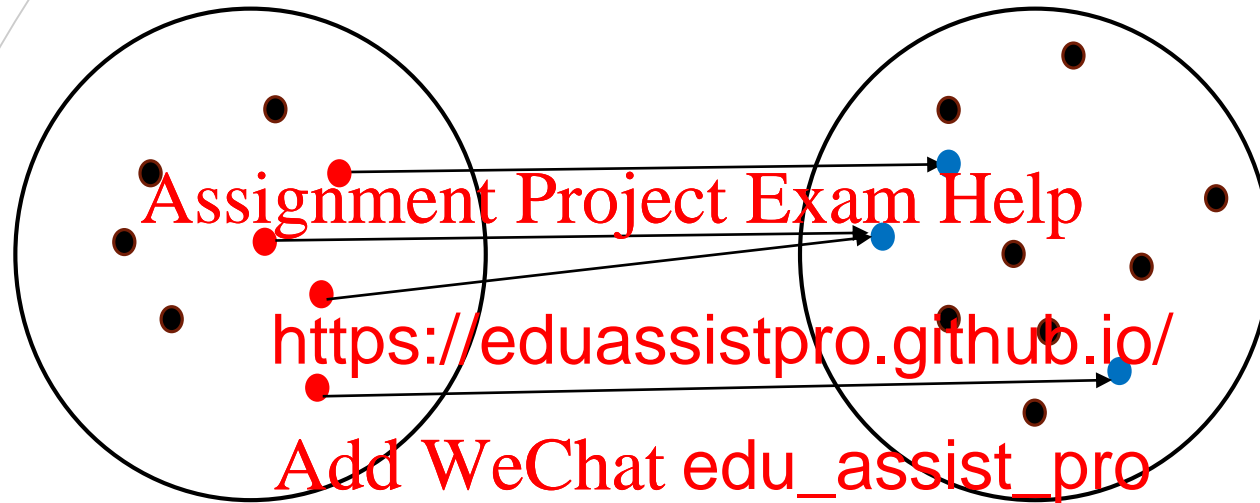 Assignment Project Exam Help
https://eduassistpro.github.io/
Add WeChat edu_assist_pro